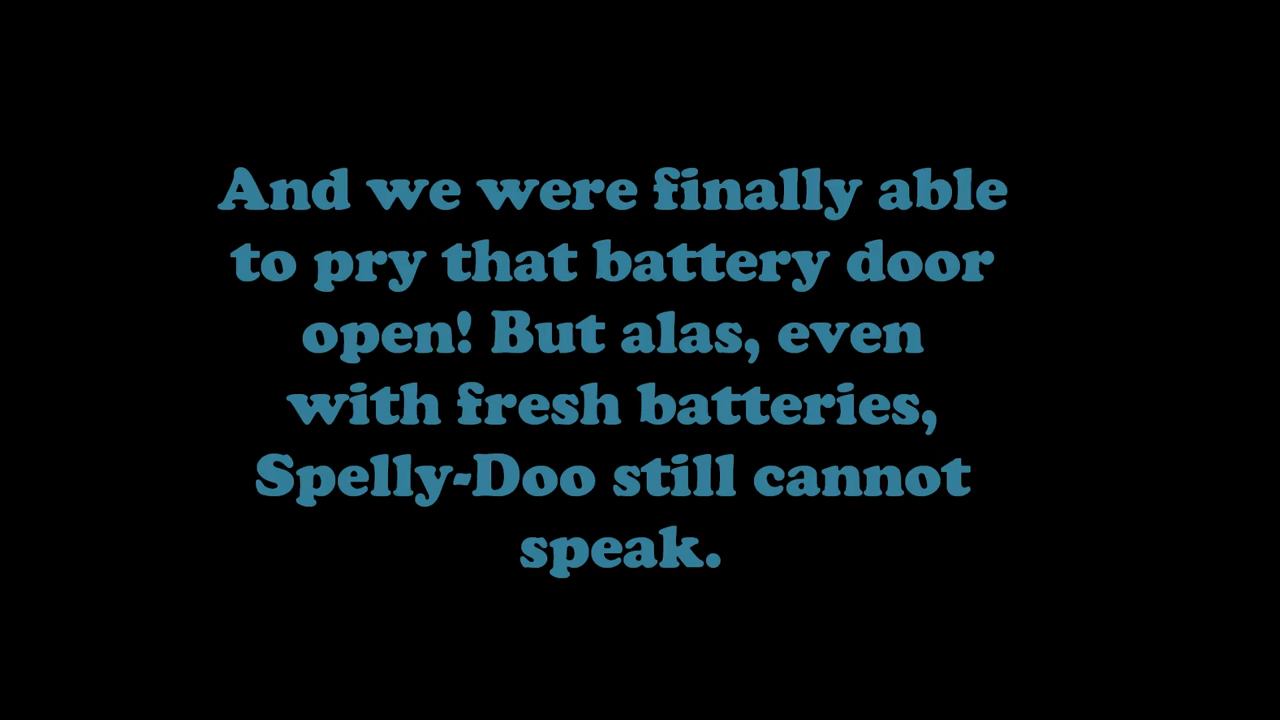 And we were finally able
to pry that battery door
open! But alas, even
with fresh batteries,
Spelly-Doo still cannot
speak.